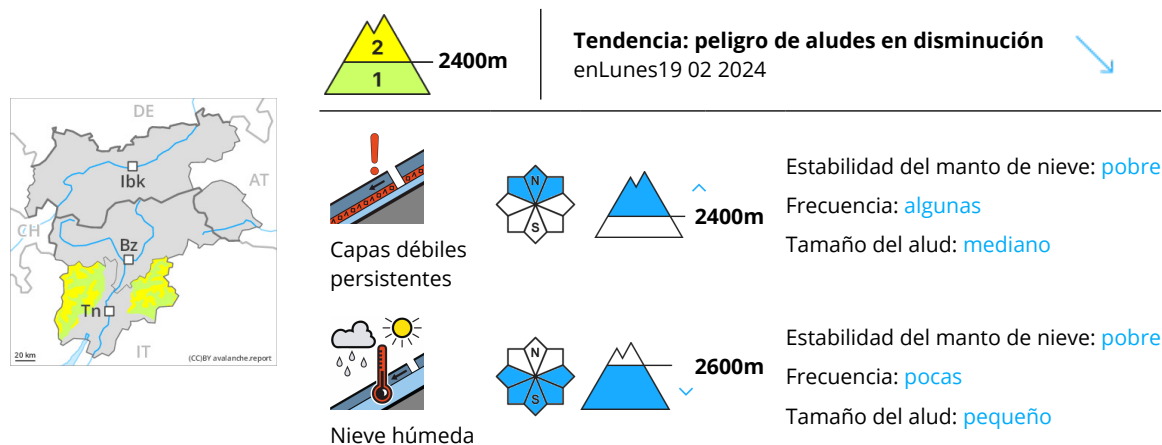 2
1
2400m
Tendencia: peligro de aludes en disminución
enLunes19 02 2024
DE
AT
CH
IT
Ibk
Bz
Tn
20 km
(CC)BY avalanche.report
Capas débiles
persistentes
N
S
2400m
Estabilidad del manto de nieve: pobre
Frecuencia: algunas
Tamaño del alud: mediano
Nieve húmeda
N
S
2600m
Estabilidad del manto de nieve: pobre
Frecuencia: pocas
Tamaño del alud: pequeño